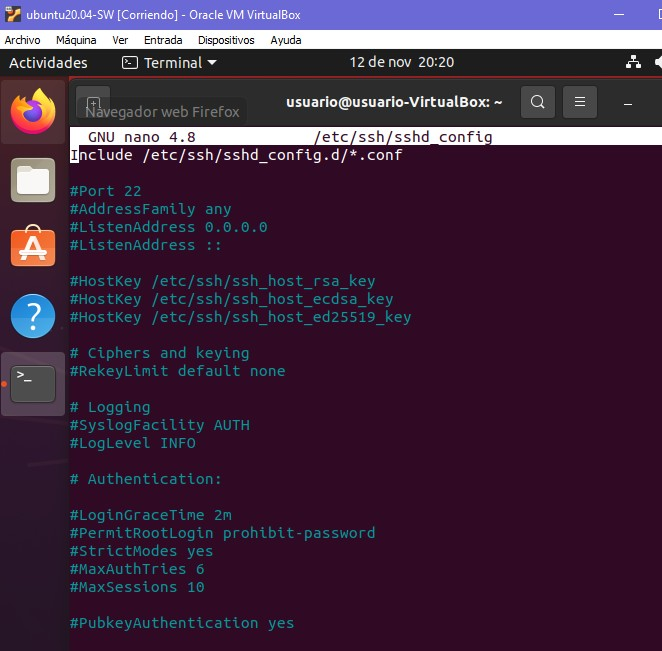 ubuntu20.04-SW [Corriendo] - Oracle VM VirtualBox
Archivo Máquina Ver Entrada Dispositivos Ayuda
Actividades Terminal 12 de nov 20:20
Navegador web Firefox
usuario@usuario-VirtualBox: ~
GNU nano 4.8 /etc/ssh/sshd_config
Include /etc/ssh/sshd_config.d/*.conf
#Port 22
#AddressFamily any
#ListenAddress 0.0.0.0
#ListenAddress ::
#HostKey /etc/ssh/ssh_host_rsa_key
#HostKey /etc/ssh/ssh_host_ecdsa_key
#HostKey /etc/ssh/ssh_host_ed25519_key
# Ciphers and keying
#RekeyLimit default none
# Logging
#SyslogFacility AUTH
#LogLevel INFO
# Authentication:
#LoginGraceTime 2m
#PermitRootLogin prohibit-password
#StrictModes yes
#MaxAuthTries 6
#MaxSessions 10
#PubkeyAuthentication yes